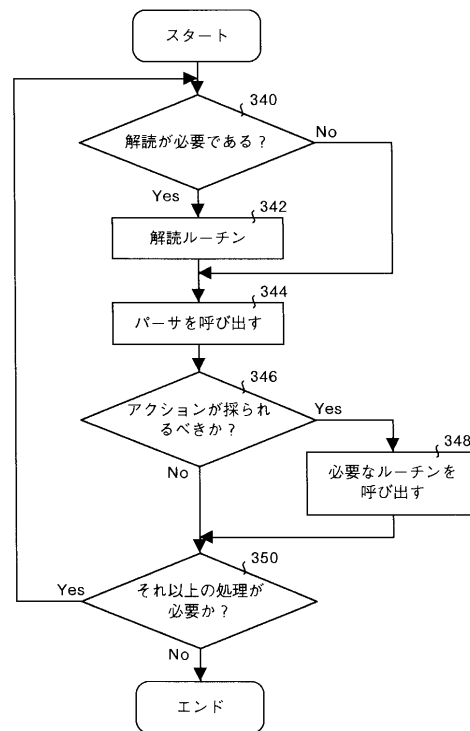 スタート
340
解読が必要である?
No
Yes
342
解読ルーチン
344
パーサを呼び出す
346
アクションが採られ
るべきか?
Yes
No
348
必要なルーチンを
呼び出す
350
それ以上の処理が
必要か?
Yes
No
エンド